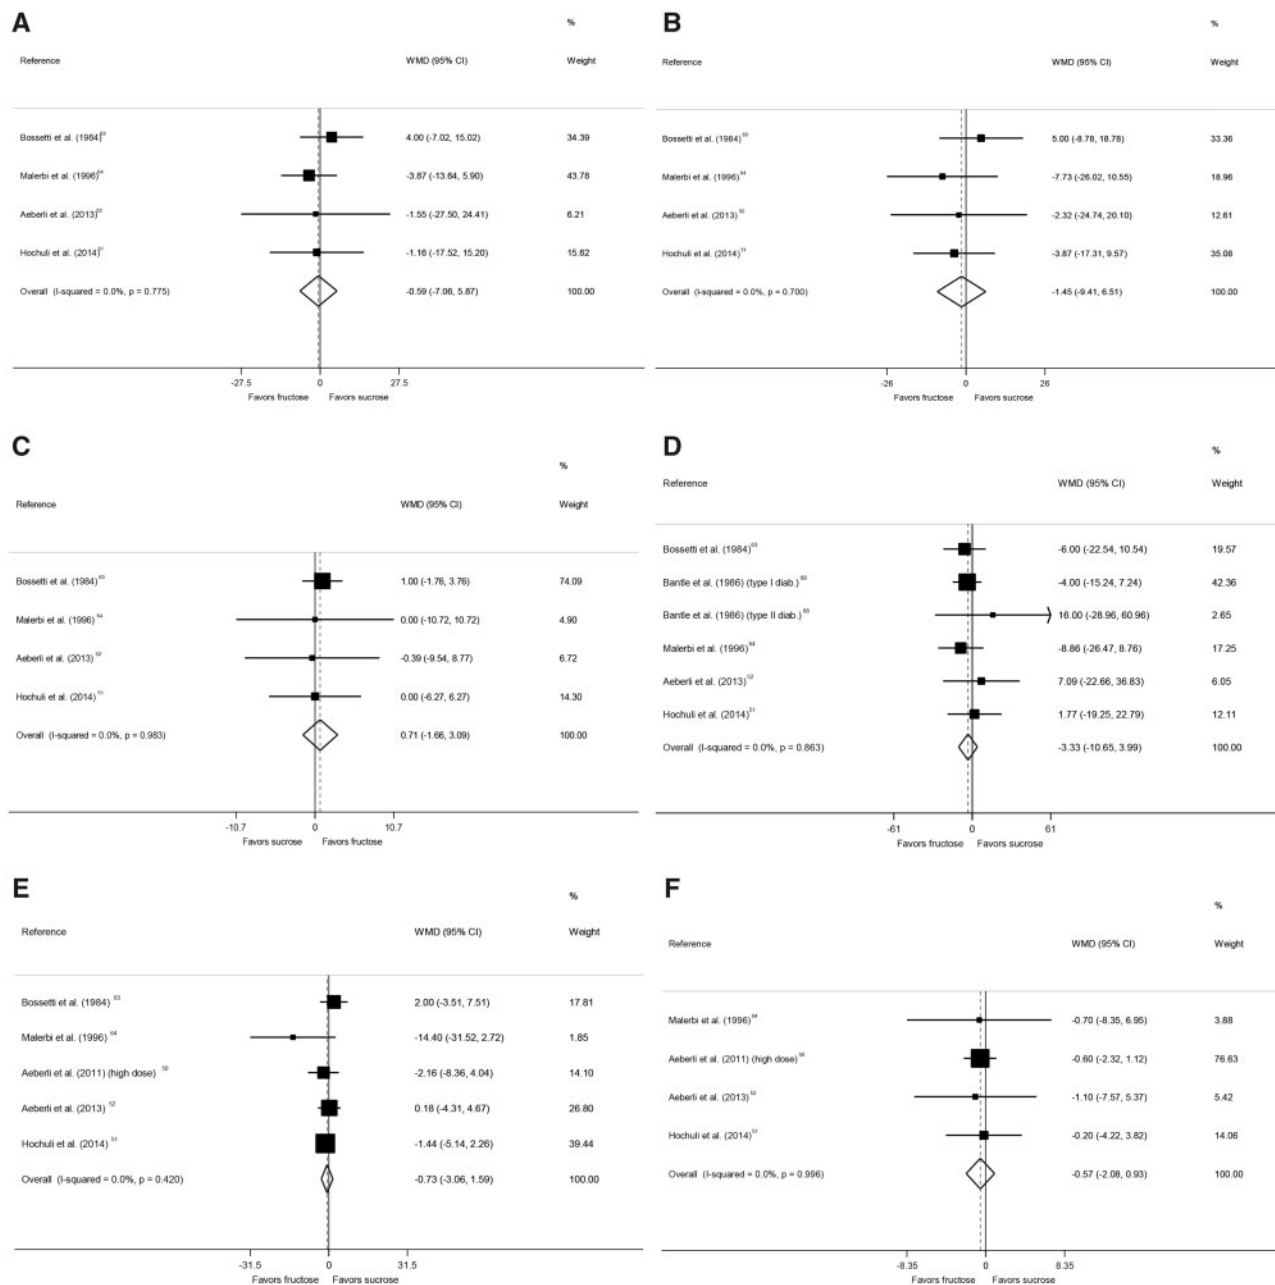 A
%
Reference WMD (95% CI) Weight
Bossetti et al. (1984)63 4.00 (-7.02, 15.02) 34.39
Malerbi et al. (1996)64 -3.87 (-13.64, 5.90) 43.78
Aeberli et al. (2013)52 -1.55 (-27.50, 24.41) 6.21
Hochuli et al. (2014)51 -1.16 (-17.52, 15.20) 15.62
Overall (I-squared = 0.0%, p = 0.775) -0.59 (-7.06, 5.87) 100.00
-27.5 0 27.5
Favors fructose Favors sucrose
B
%
Reference WMD (95% CI) Weight
Bossetti et al. (1984) 5.00 (-8.78, 18.78) 33.36
Malerbi et al. (1996)64 -7.73 (-26.02, 10.55) 18.96
Aeberli et al. (2013)52 -2.32 (-24.74, 20.10) 12.61
Hochuli et al. (2014) -3.87 (-17.31, 9.57) 35.08
Overall (I-squared = 0.0%, p = 0.700) -1.45 (-9.41, 6.51) 100.00
-26 0 26
Favors fructose Favors sucrose
C
%
Reference WMD (95% CI) Weight
Bossetti et al. (1984)63 1.00 (-1.76, 3.76) 74.09
Malerbi et al. (1996)64 0.00 (-10.72, 10.72) 4.90
Aeberli et al. (2013)52 -0.39 (-9.54, 8.77) 6.72
Hochuli et al. (2014)51 0.00 (-6.27, 6.27) 14.30
Overall (I-squared = 0.0%, p = 0.983) 0.71 (-1.66, 3.09) 100.00
-10.7 0 10.7
Favors sucrose Favors fructose
D
%
Reference WMD (95% CI) Weight
Bossetti et al. (1984)63 -6.00 (-22.54, 10.54) 19.57
Bantle et al. (1986) (type I diab.) -4.00 (-15.24, 7.24) 42.36
Bantle et al. (1986) (type II diab.) 16.00 (-28.96, 60.96) 2.65
Malerbi et al. (1996)64 -8.86 (-26.47, 8.76) 17.25
Aeberli et al. (2013)52 7.09 (-22.66, 36.83) 6.05
Hochuli et al. (2014)51 1.77 (-19.25, 22.79) 12.11
Overall (I-squared = 0.0%, p = 0.863) -3.33 (-10.65, 3.99) 100.00
-61 0 61
Favors fructose Favors sucrose
E
%
Reference WMD (95% CI) Weight
Bossetti et al. (1984) 63 2.00 (-3.51, 7.51) 17.81
Malerbi et al. (1996) 64 -14.40 (-31.52, 2.72) 1.85
Aeberli et al. (2011) (high dose) -2.16 (-8.36, 4.04) 14.10
Aeberli et al. (2013) 52 0.18 (-4.31, 4.67) 26.80
Hochuli et al. (2014) 51 -1.44 (-5.14, 2.26) 39.44
Overall (I-squared = 0.0%, p = 0.420) -0.73 (-3.06, 1.59) 100.00
-31.5 0 31.5
Favors fructose Favors sucrose
F
%
Reference WMD (95% CI) Weight
Malerbi et al. (1996)64 -0.70 (-8.35, 6.95) 3.88
Aeberli et al. (2011) (high dose) -0.60 (-2.32, 1.12) 76.63
Aeberli et al. (2013)52 -1.10 (-7.57, 5.37) 5.42
Hochuli et al. (2014)51 -0.20 (-4.22, 3.82) 14.06
Overall (I-squared = 0.0%, p = 0.996) -0.57 (-2.08, 0.93) 100.00
-8.35 0 8.35
Favors fructose Favors sucrose